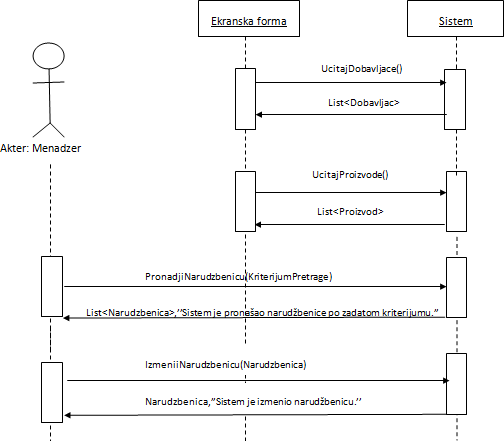 Ekranska forma
Sistem
UcitajDobavljace()
List<Dobavljac>
Akter: Menadzer
UcitajProizvode()
List<Proizvod>
PronadjiNarudzbenicu(KriterijumPretrage)
List<Narudzbenica>,”Sistem je pronašao narudžbenice po zadatom kriterijumu.”
IzmeniiNarudzbenicu(Narudzbenica)
Narudzbenica,”Sistem je izmenio narudžbenicu.’’